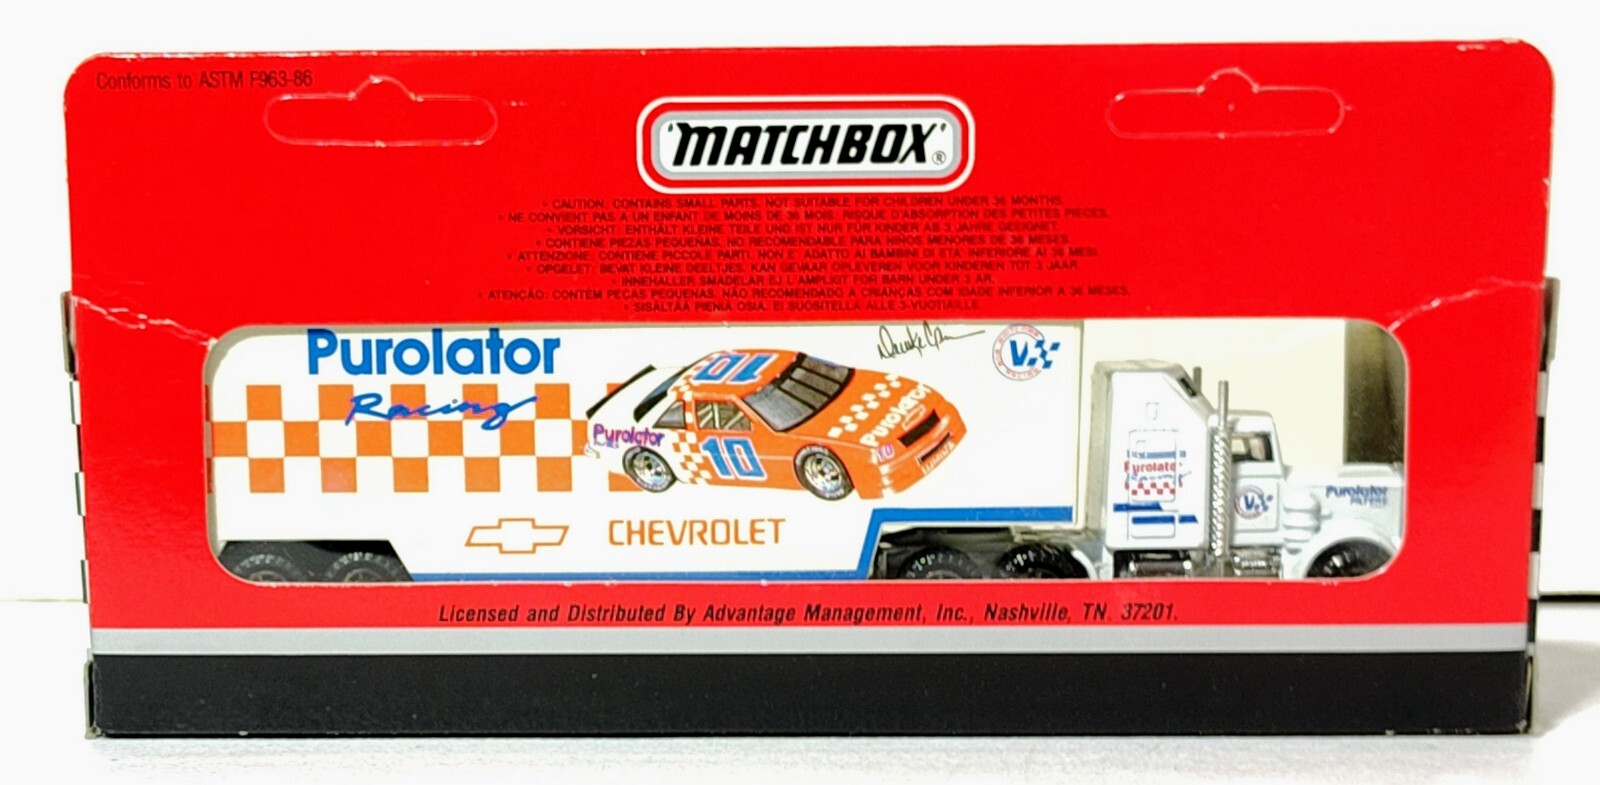 Conforms to ASTM F963-86
'MATCHBOX'®
• CAUTION: CONTAINS SMALL PARTS. NOT SUITABLE FOR CHILDREN UNDER 36 MONTHS.
• NE CONVIENT PAS A UN ENFANT DE MOINS DE 36 MOIS: RISQUE D'ABSORPTION DES PETITES PIECES.
• VORSICHT: ENTHÄLT KLEINE TEILE UND IST NUR FÜR KINDER AB 3 JAHRE GEEIGNET.
• CONTIENE PIEZAS PEQUEÑAS. NO RECOMENDABLE PARA NIÑOS MENORES DE 36 MESES.
• ATTENZIONE: CONTIENE PICCOLE PARTI. NON E' ADATTO AI BAMBINI DI ETA' INFERIORE AI 36 MESI.
• OPGELET: BEVAT KLEINE DEELTJES. KAN GEVAAR OPLEVEREN VOOR KINDEREN TOT 3 JAAR.
• INNEHALLER SMADELAR EJ LAMPLIGT FOR BARN UNDER 3 AR.
• ATENÇÃO: CONTÉM PEÇAS PEQUENAS. NÃO RECOMENDADO A CRIANÇAS COM IDADE INFERIOR A 36 MESES.
• SISÄLTÄÄ PIENIÄ OSIA. EI SUOSITELLA ALLE 3-VUOTIAILLE.
Purolator
Racing
10
10
Purolator
Purolator
10
V
CHEVROLET
Purolator
Racing
V
Purolator
FILTERS
Licensed and Distributed By Advantage Management, Inc., Nashville, TN. 37201.